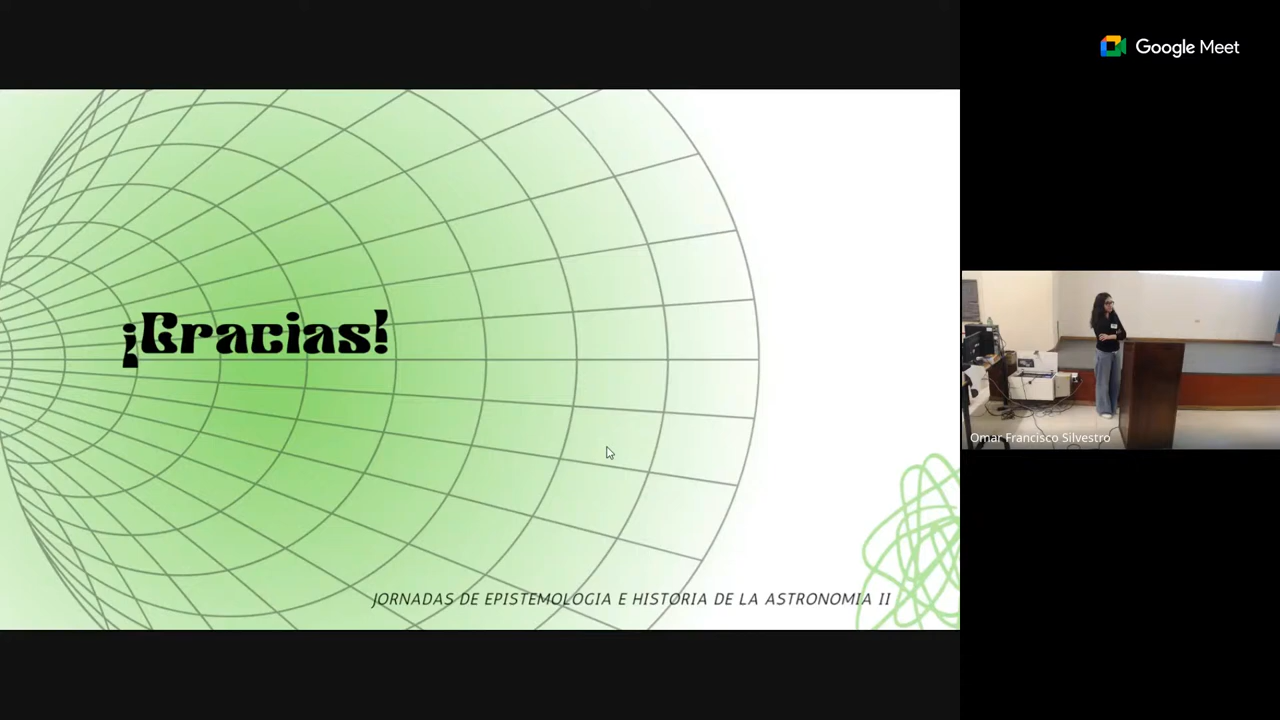 Google Meet
¡Gracias!
Omar Francisco Silvestro
JORNADAS DE EPISTEMOLOGIA E HISTORIA DE LA ASTRONOMIA II